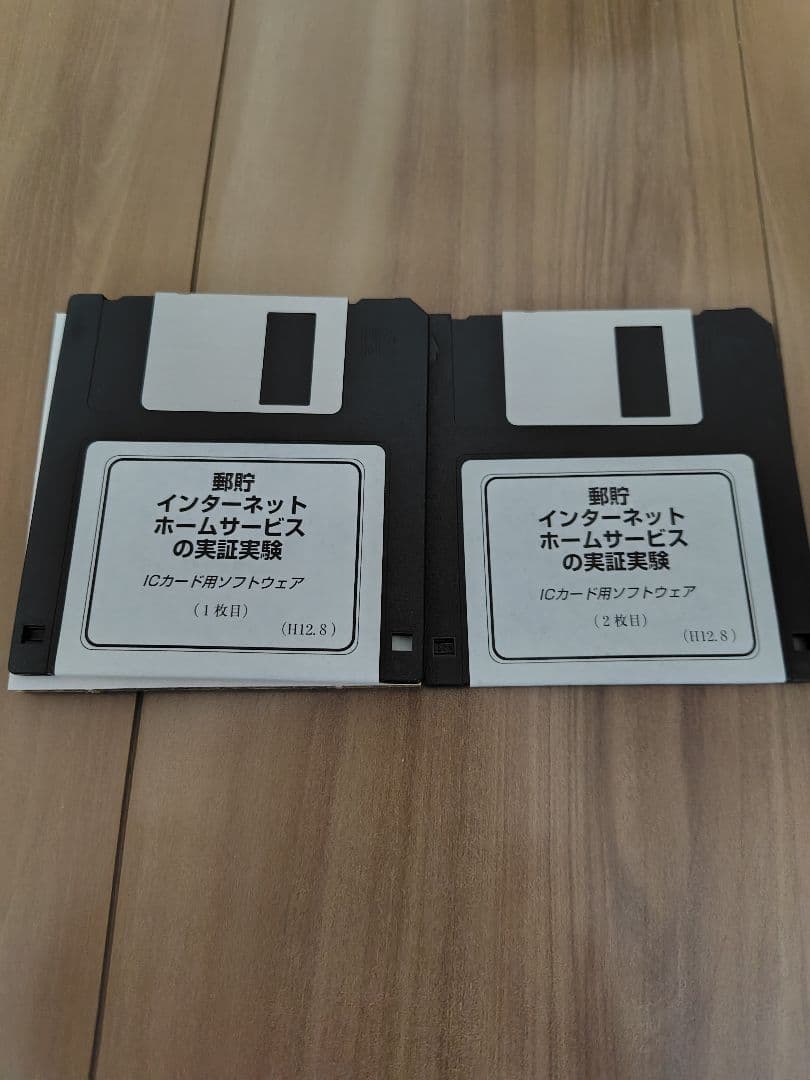 郵貯
インターネット
ホームサービス
の実証実験
ICカード用ソフトウェア
(1枚目)
(H12.8)
郵貯
インターネット
ホームサービス
の実証実験
ICカード用ソフトウェア
(2枚目)
(H12.8)